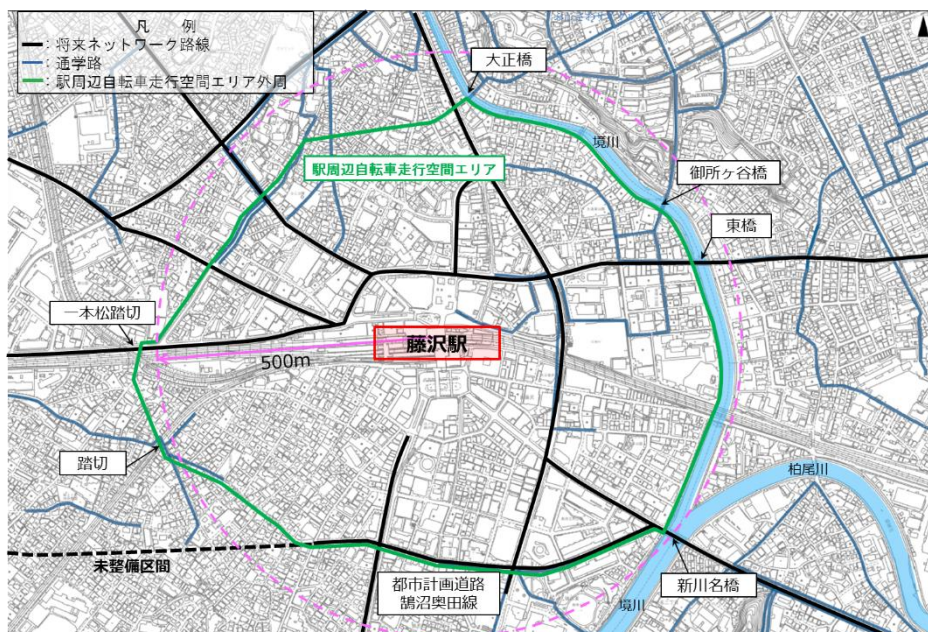 凡 例
━:将来ネットワーク路線
━:通学路
━:駅周辺自転車走行空間エリア外周
大正橋
境川
駅周辺自転車走行空間エリア
御所ヶ谷橋
東橋
一本松踏切
藤沢駅
500m
踏切
柏尾川
未整備区間
都市計画道路
鵠沼奥田線
新川名橋
境川